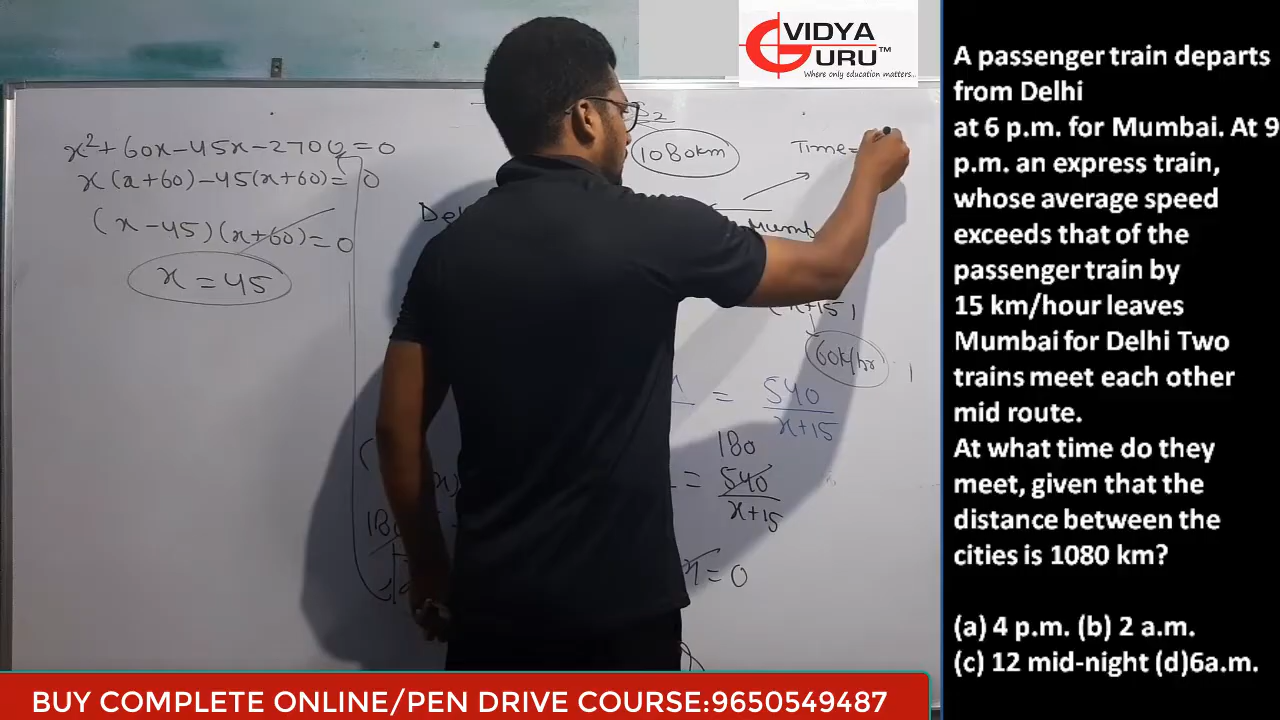 VIDYA
GURU™
Where only education matters...
A passenger train departs
from Delhi
at 6 p.m. for Mumbai. At 9
p.m. an express train,
whose average speed
exceeds that of the
passenger train by
15 km/hour leaves
Mumbai for Delhi Two
trains meet each other
mid route.
At what time do they
meet, given that the
distance between the
cities is 1080 km?
(a) 4 p.m. (b) 2 a.m.
(c) 12 mid-night (d)6a.m.
x² + 60x - 45x - 2700 = 0
x(x+60) - 45(x+60) = 0
(x - 45)(x+60) = 0
x = 45
1080km
Time=
(x+15)
60k/hr
= 540
x+15
180
= 540
x+15
= 0
BUY COMPLETE ONLINE/PEN DRIVE COURSE:9650549487